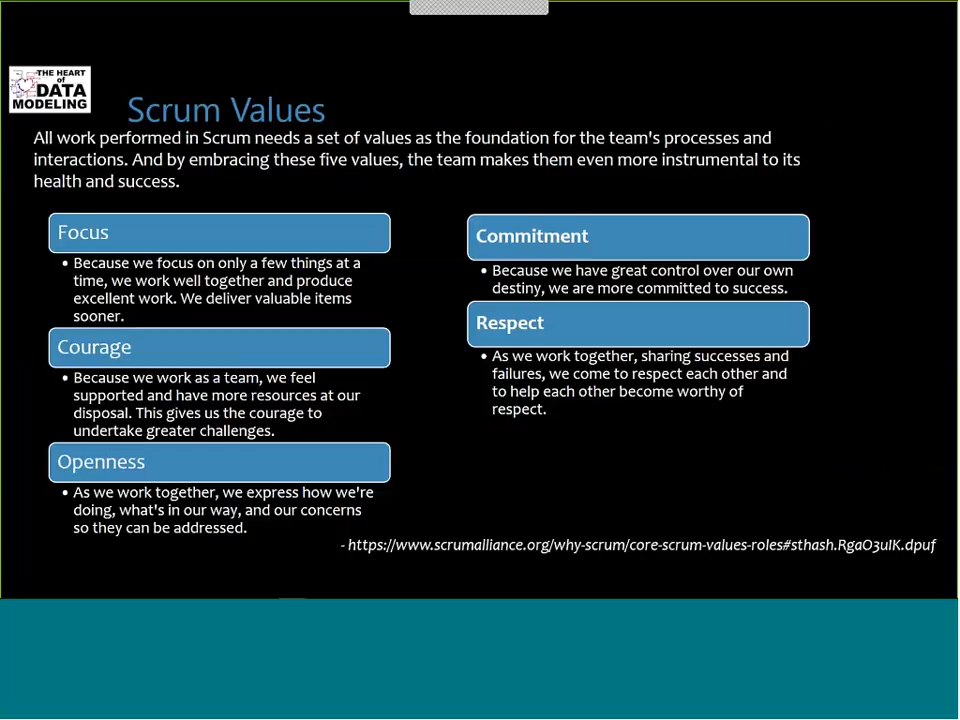 THE HEART
of
DATA
MODELING
Scrum Values
All work performed in Scrum needs a set of values as the foundation for the team's processes and
interactions. And by embracing these five values, the team makes them even more instrumental to its
health and success.
Focus
• Because we focus on only a few things at a
time, we work well together and produce
excellent work. We deliver valuable items
sooner.
Courage
• Because we work as a team, we feel
supported and have more resources at our
disposal. This gives us the courage to
undertake greater challenges.
Openness
• As we work together, we express how we're
doing, what's in our way, and our concerns
so they can be addressed.
Commitment
• Because we have great control over our own
destiny, we are more committed to success.
Respect
• As we work together, sharing successes and
failures, we come to respect each other and
to help each other become worthy of
respect.
- https://www.scrumalliance.org/why-scrum/core-scrum-values-roles#sthash.RgaO3uIK.dpuf